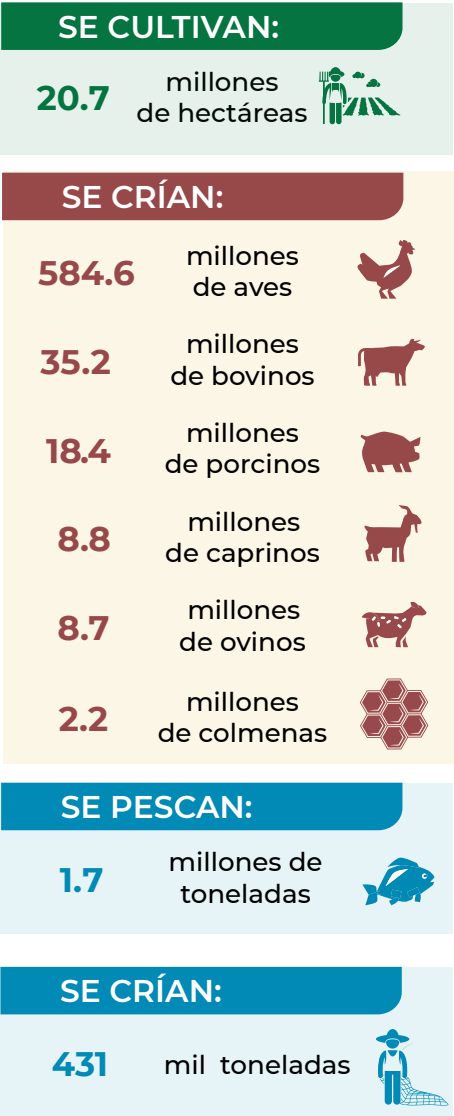 SE CULTIVAN:
20.7
millones
de hectáreas
SE CRÍAN:
584.6
millones
de aves
35.2
millones
de bovinos
18.4
millones
de porcinos
8.8
millones
de caprinos
8.7
millones
de ovinos
2.2
millones
de colmenas
SE PESCAN:
1.7
millones de
toneladas
SE CRÍAN:
431 mil toneladas